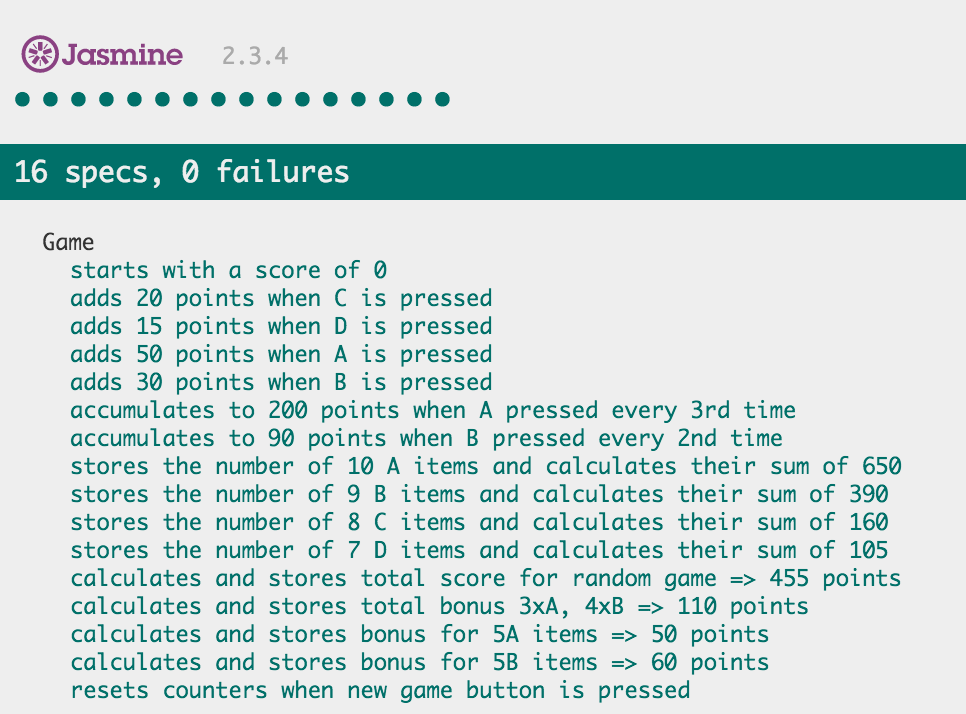 Jasmine 2.3.4
16 specs, 0 failures
Game
starts with a score of 0
adds 20 points when C is pressed
adds 15 points when D is pressed
adds 50 points when A is pressed
adds 30 points when B is pressed
accumulates to 200 points when A pressed every 3rd time
accumulates to 90 points when B pressed every 2nd time
stores the number of 10 A items and calculates their sum of 650
stores the number of 9 B items and calculates their sum of 390
stores the number of 8 C items and calculates their sum of 160
stores the number of 7 D items and calculates their sum of 105
calculates and stores total score for random game => 455 points
calculates and stores total bonus 3xA, 4xB => 110 points
calculates and stores bonus for 5A items => 50 points
calculates and stores bonus for 5B items => 60 points
resets counters when new game button is pressed